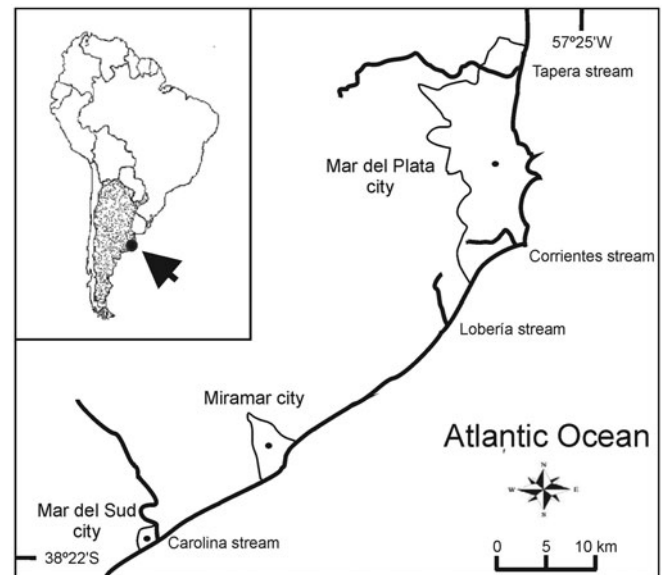 57º25'W
Tapera stream
Mar del Plata
city
Corrientes stream
Lobería stream
Miramar city
Atlantic Ocean
N
W E
S
Mar del Sud
city
Carolina stream
38º22'S
0 5 10 km